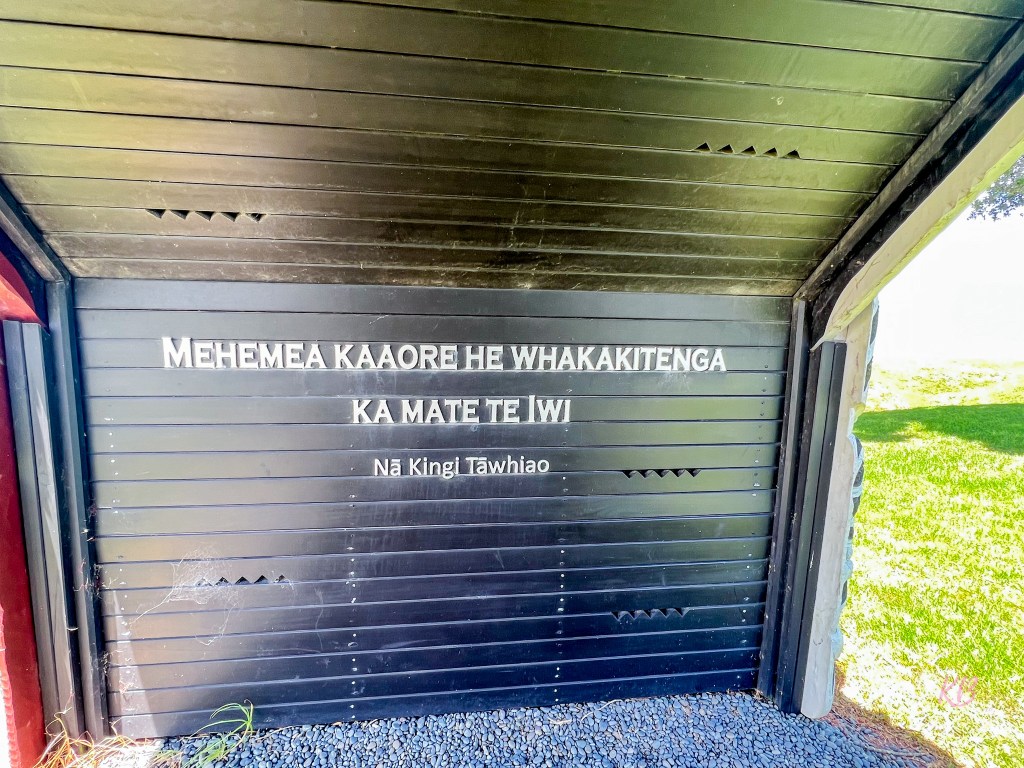 Mehemea kaaore he whakakitenga
ka mate te Iwi
Nā Kingi Tāwhiao